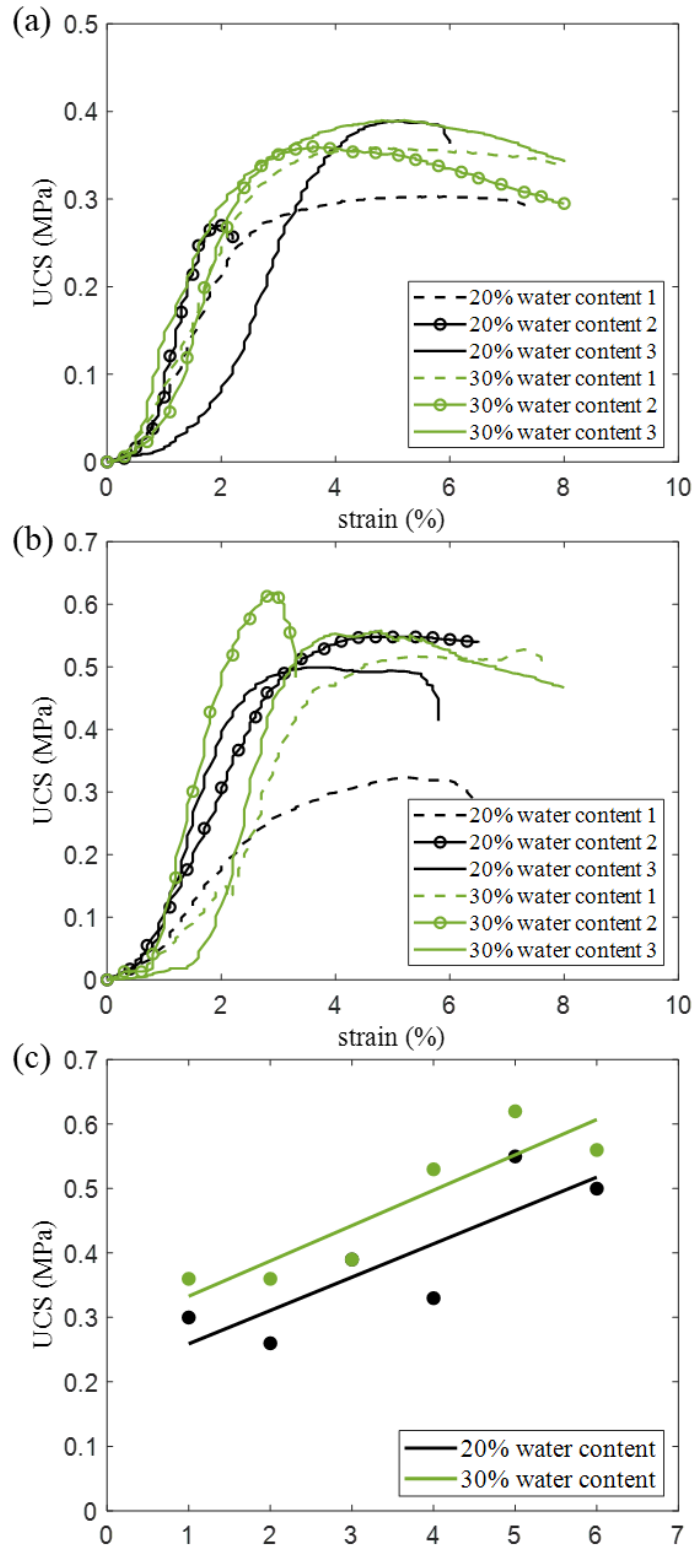 (a)
0.5
0.4
0.3
0.2
0.1
0
UCS (MPa)
20% water content 1
20% water content 2
20% water content 3
30% water content 1
30% water content 2
30% water content 3
0 2 4 6 8 10
strain (%)
(b)
0.7
0.6
0.5
0.4
0.3
0.2
0.1
0
UCS (MPa)
20% water content 1
20% water content 2
20% water content 3
30% water content 1
30% water content 2
30% water content 3
0 2 4 6 8 10
strain (%)
(c)
0.7
0.6
0.5
0.4
0.3
0.2
0.1
0
UCS (MPa)
20% water content
30% water content
0 1 2 3 4 5 6 7